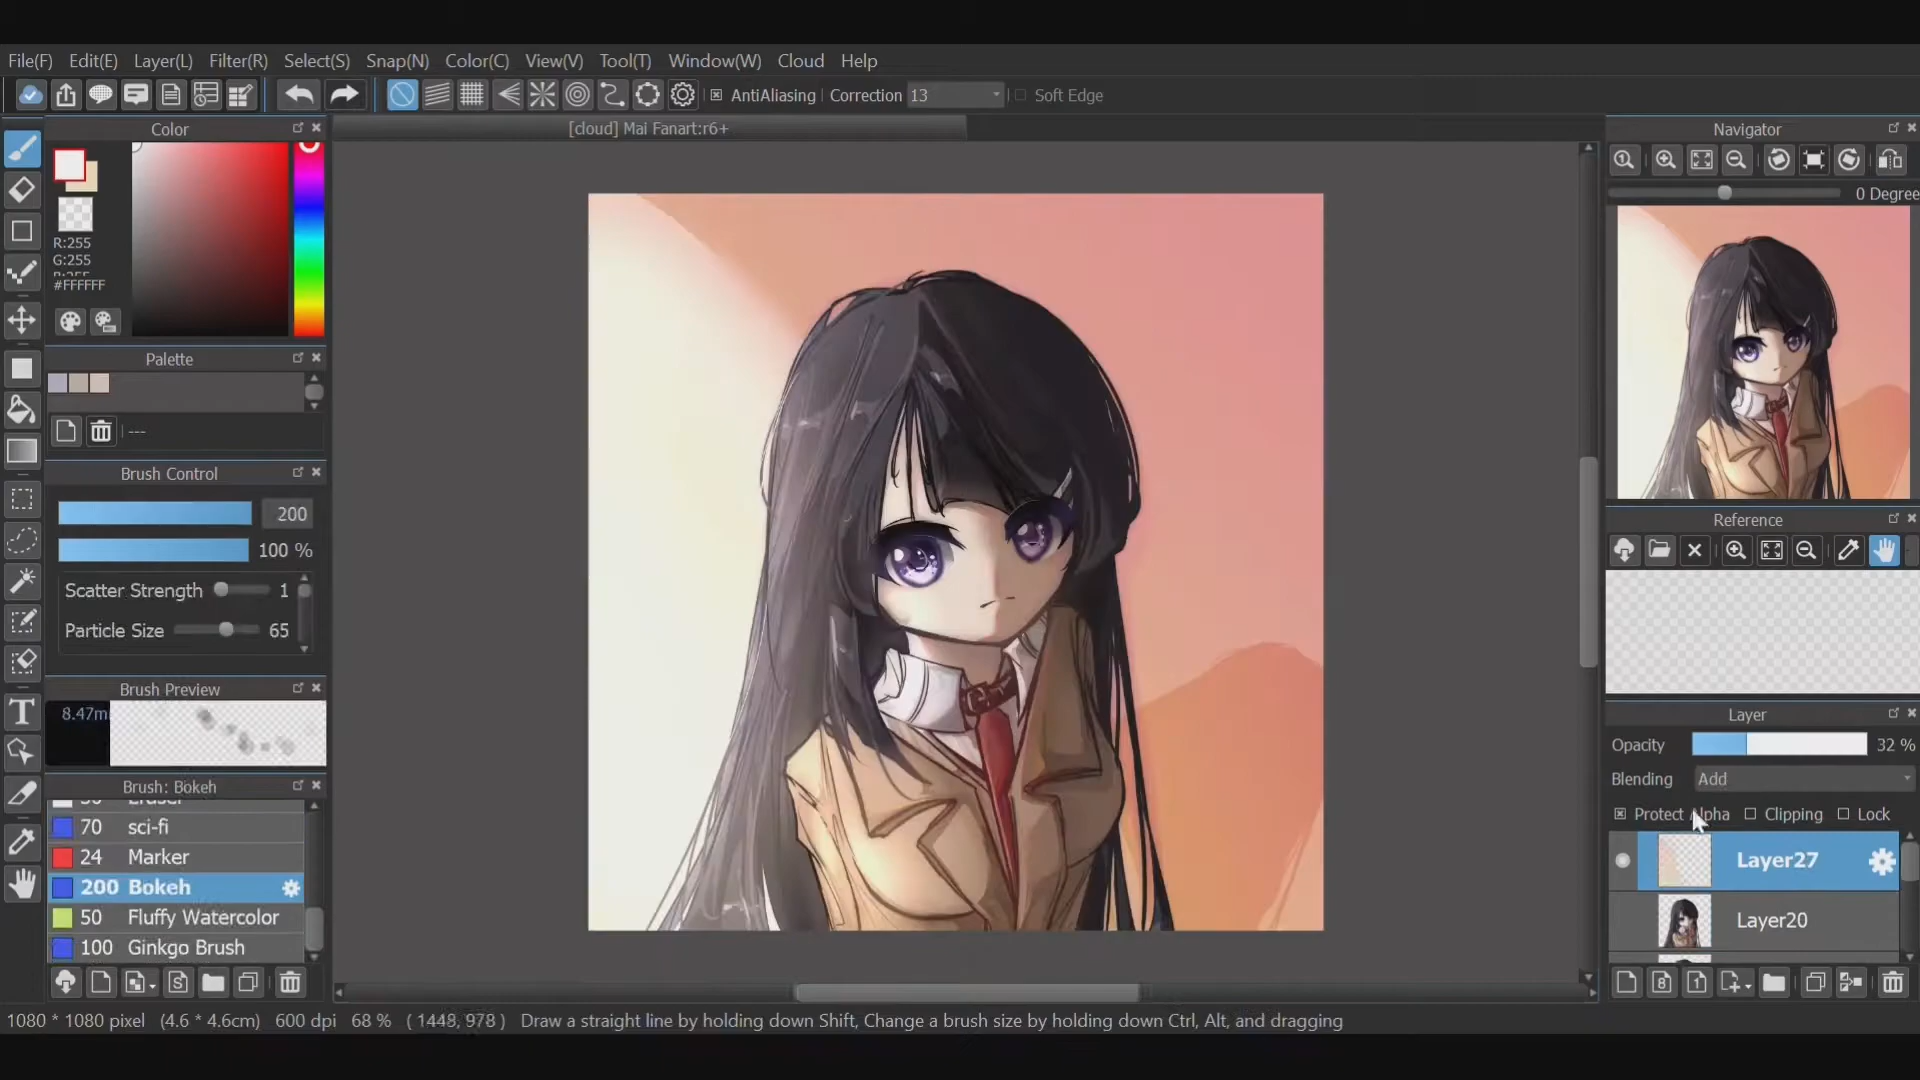 File(F) Edit(E) Layer(L) Filter(R) Select(S) Snap(N) Color(C) View(V) Tool(T) Window(W) Cloud Help
AntiAliasing Correction 13 Soft Edge
[cloud] Mai Fanart:r6+
Color
R:255
G:255
B:255
#FFFFFF
Palette
---
Brush Control
200
100 %
Scatter Strength 1
Particle Size 65
Brush Preview
8.47m
Brush: Bokeh
70 sci-fi
24 Marker
200 Bokeh
50 Fluffy Watercolor
100 Ginkgo Brush
Navigator
0 Degree
Reference
Layer
Opacity 32 %
Blending Add
Protect Alpha Clipping Lock
Layer27
Layer20
1080 * 1080 pixel (4.6 * 4.6cm) 600 dpi 68 % ( 1448, 978 ) Draw a straight line by holding down Shift, Change a brush size by holding down Ctrl, Alt, and dragging